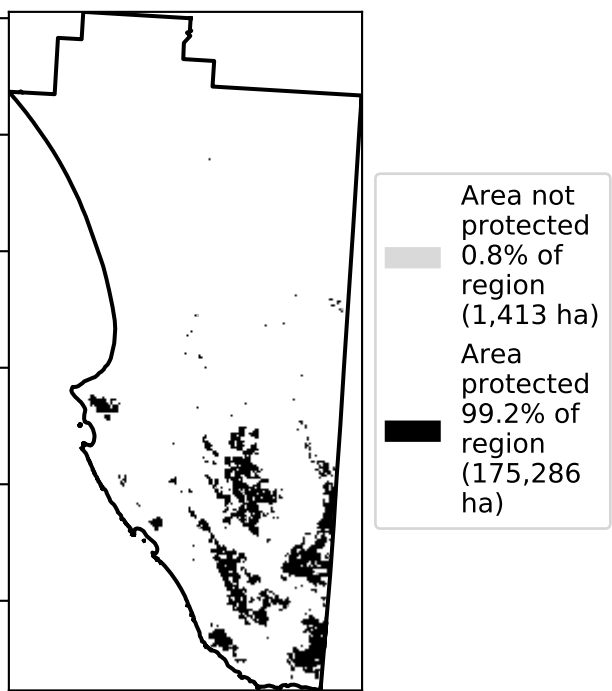 Area not
protected
0.8% of
region
(1,413 ha)
Area
protected
99.2% of
region
(175,286
ha)